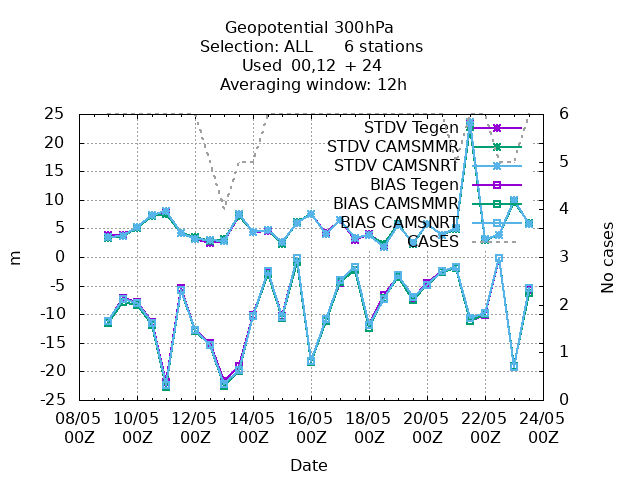 Geopotential 300hPa
Selection: ALL 6 stations
Used 00,12 + 24
Averaging window: 12h
25 6
20 5
15
10 4
5
0 3
-5
-10 2
-15
-20 1
-25 0
STDV Tegen
STDV CAMSMMR
STDV CAMSNRT
BIAS Tegen
BIAS CAMSMMR
BIAS CAMSNRT
CASES
m
No cases
08/05 10/05 12/05 14/05 16/05 18/05 20/05 22/05 24/05
00Z 00Z 00Z 00Z 00Z 00Z 00Z 00Z 00Z
Date